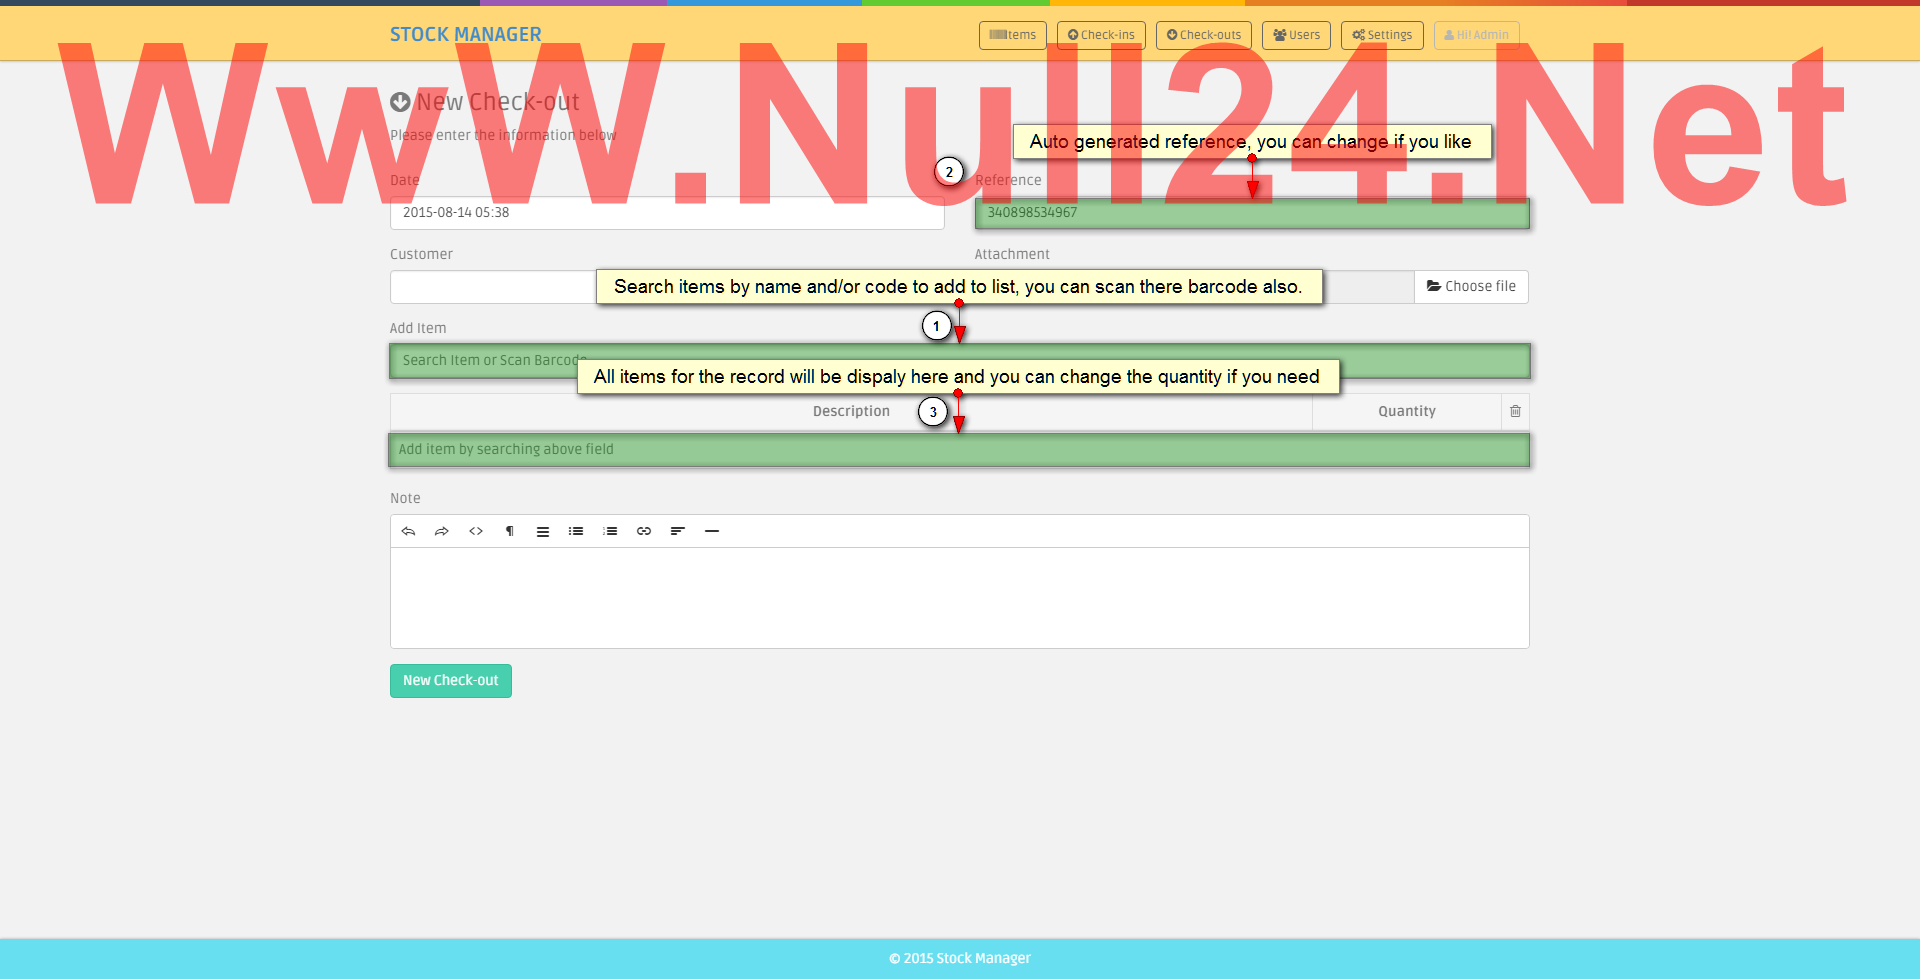 STOCK MANAGER
tems
Check-ins
Check-outs
Users
Settings
Hi! Admin
WwW.Null24.Net
New Check-out
Please enter the information below
Auto generated reference, you can change if you like
2
Date
Reference
2015-08-14 05:38
340898534967
Customer
Attachment
Search items by name and/or code to add to list, you can scan there barcode also.
Choose file
1
Add Item
Search Item or Scan Barcode
All items for the record will be dispaly here and you can change the quantity if you need
Description
3
Quantity
Add item by searching above field
Note
New Check-out
© 2015 Stock Manager